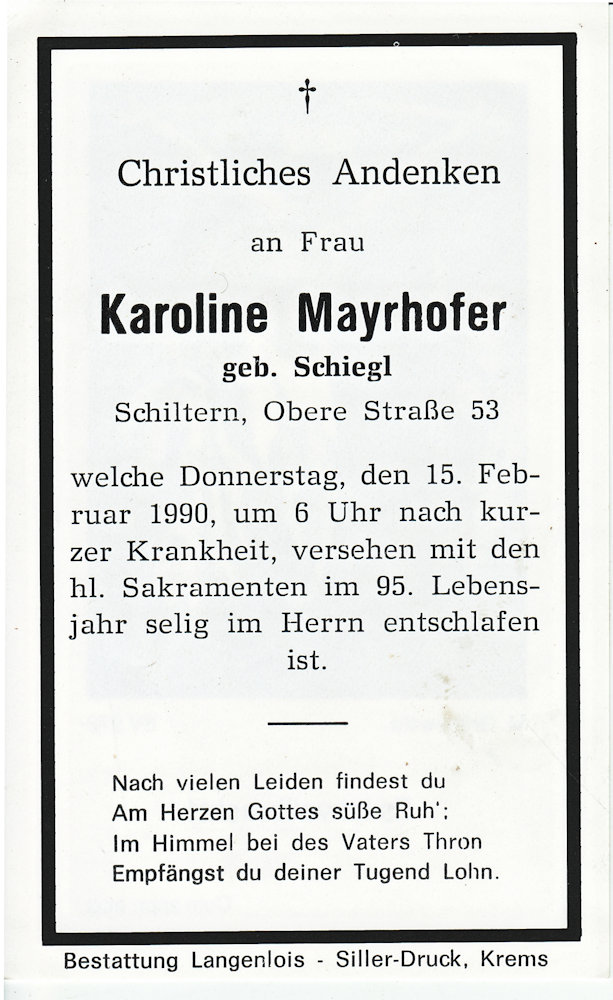 †
Christliches Andenken
an Frau
Karoline Mayrhofer
geb. Schiegl
Schiltern, Obere Straße 53
welche Donnerstag, den 15. Feb-
ruar 1990, um 6 Uhr nach kur-
zer Krankheit, versehen mit den
hl. Sakramenten im 95. Lebens-
jahr selig im Herrn entschlafen
ist.
Nach vielen Leiden findest du
Am Herzen Gottes süße Ruh';
Im Himmel bei des Vaters Thron
Empfängst du deiner Tugend Lohn.
Bestattung Langenlois - Siller-Druck, Krems